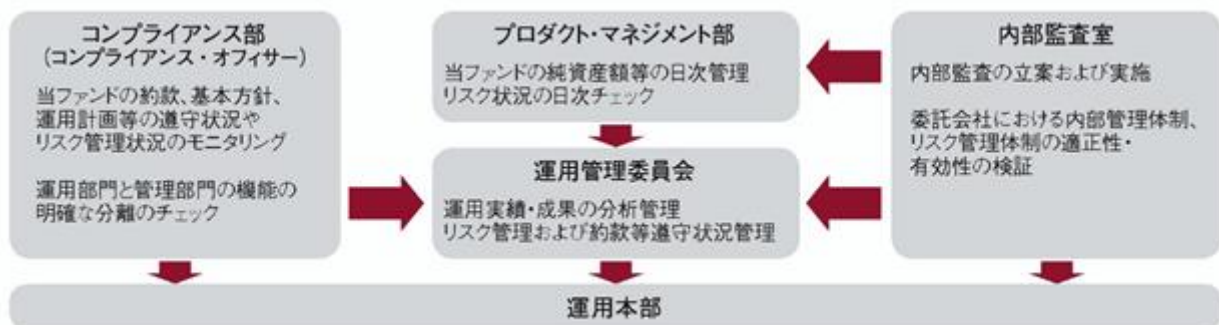 コンプライアンス部
(コンプライアンス・オフィサー)
当ファンドの約款、基本方針、
運用計画等の遵守状況や
リスク管理状況のモニタリング
運用部門と管理部門の機能の
明確な分離のチェック
プロダクト・マネジメント部
当ファンドの純資産額等の日次管理
リスク状況の日次チェック
運用管理委員会
運用実績・成果の分析管理
リスク管理および約款等遵守状況管理
内部監査室
内部監査の立案および実施
委託会社における内部管理体制、
リスク管理体制の適正性・
有効性の検証
運用本部